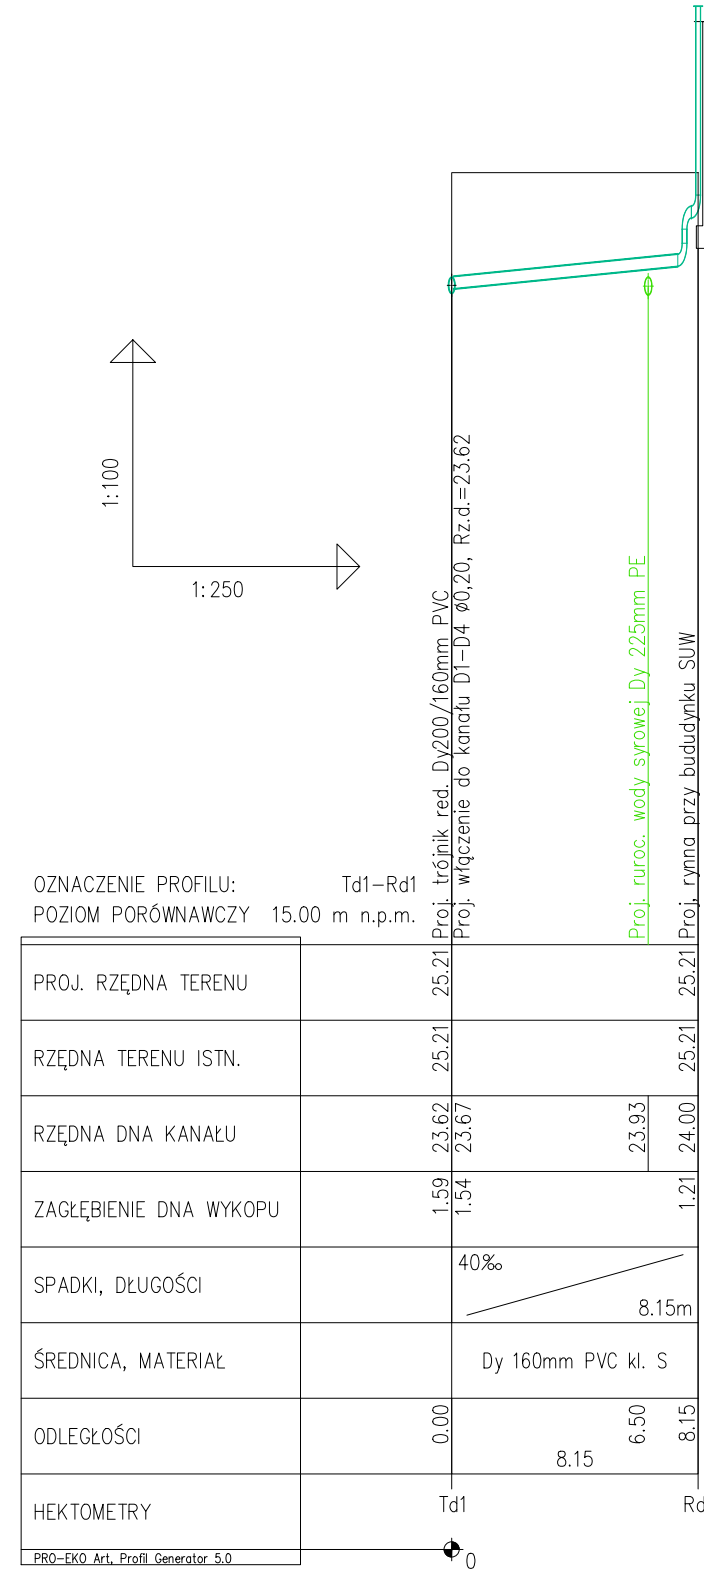 1:100
1:250
Proj. trójnik red. Dy200/160mm PVC
Proj. włączenie do kanału D1-D4 ø0,20, Rz.d.=23.62
Proj. ruroc. wody syrowej Dy 225mm PE
Proj, rynna przy bududynku SUW
OZNACZENIE PROFILU: Td1-Rd1
POZIOM PORÓWNAWCZY 15.00 m n.p.m.
PROJ. RZĘDNA TERENU 25.21 25.21
RZĘDNA TERENU ISTN. 25.21 25.21
RZĘDNA DNA KANAŁU 23.62 23.67 23.93 24.00
ZAGŁĘBIENIE DNA WYKOPU 1.59 1.54 1.21
SPADKI, DŁUGOŚCI 40‰ 8.15m
ŚREDNICA, MATERIAŁ Dy 160mm PVC kl. S
ODLEGŁOŚCI 0.00 6.50 8.15
8.15
Td1 Rd
HEKTOMETRY
PRO-EKO Art, Profil Generator 5.0
0